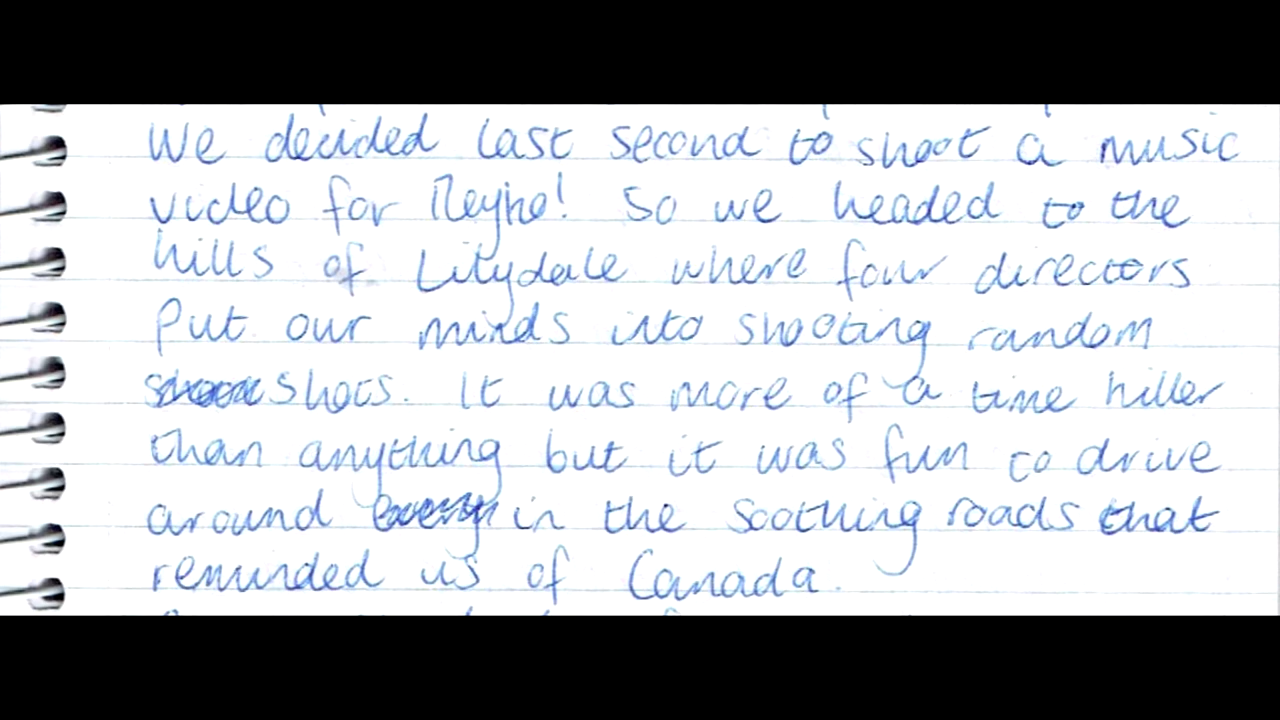 We decided last second to shoot a music
video for Reyko! So we headed to the
hills of Lilydale where four directors
put our minds into shooting random
shots. It was more of a time killer
than anything but it was fun to drive
around in the soothing roads that
reminded us of Canada.